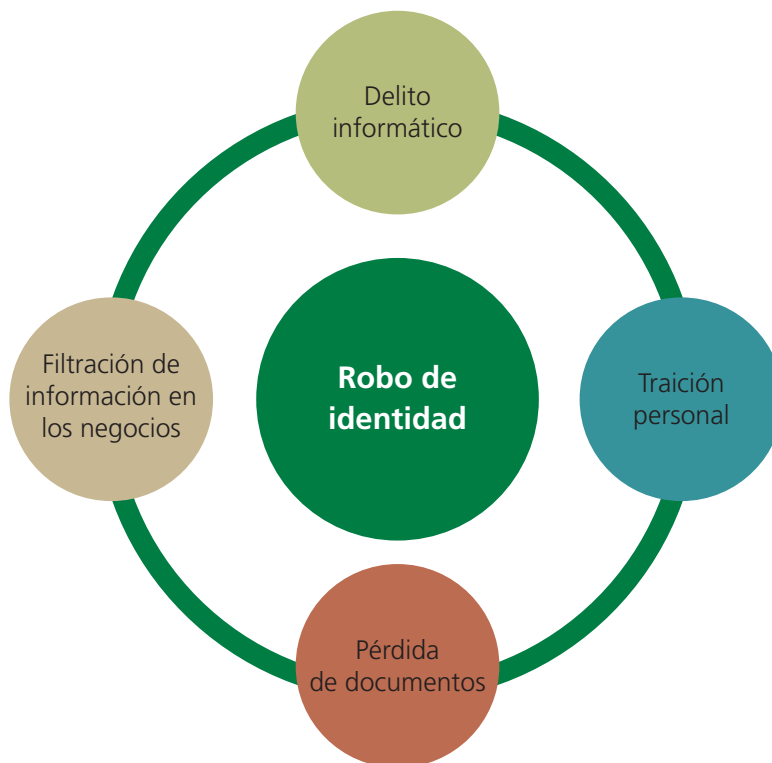 Delito
informático
Filtración de
información en
los negocios
Robo de
identidad
Traición
personal
Pérdida
de documentos